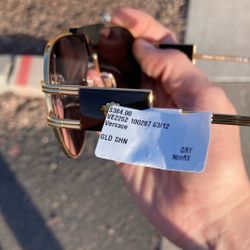 $384.00
VE2252 100287 63/12
Versace
GLD SHN
GRY
NonRX